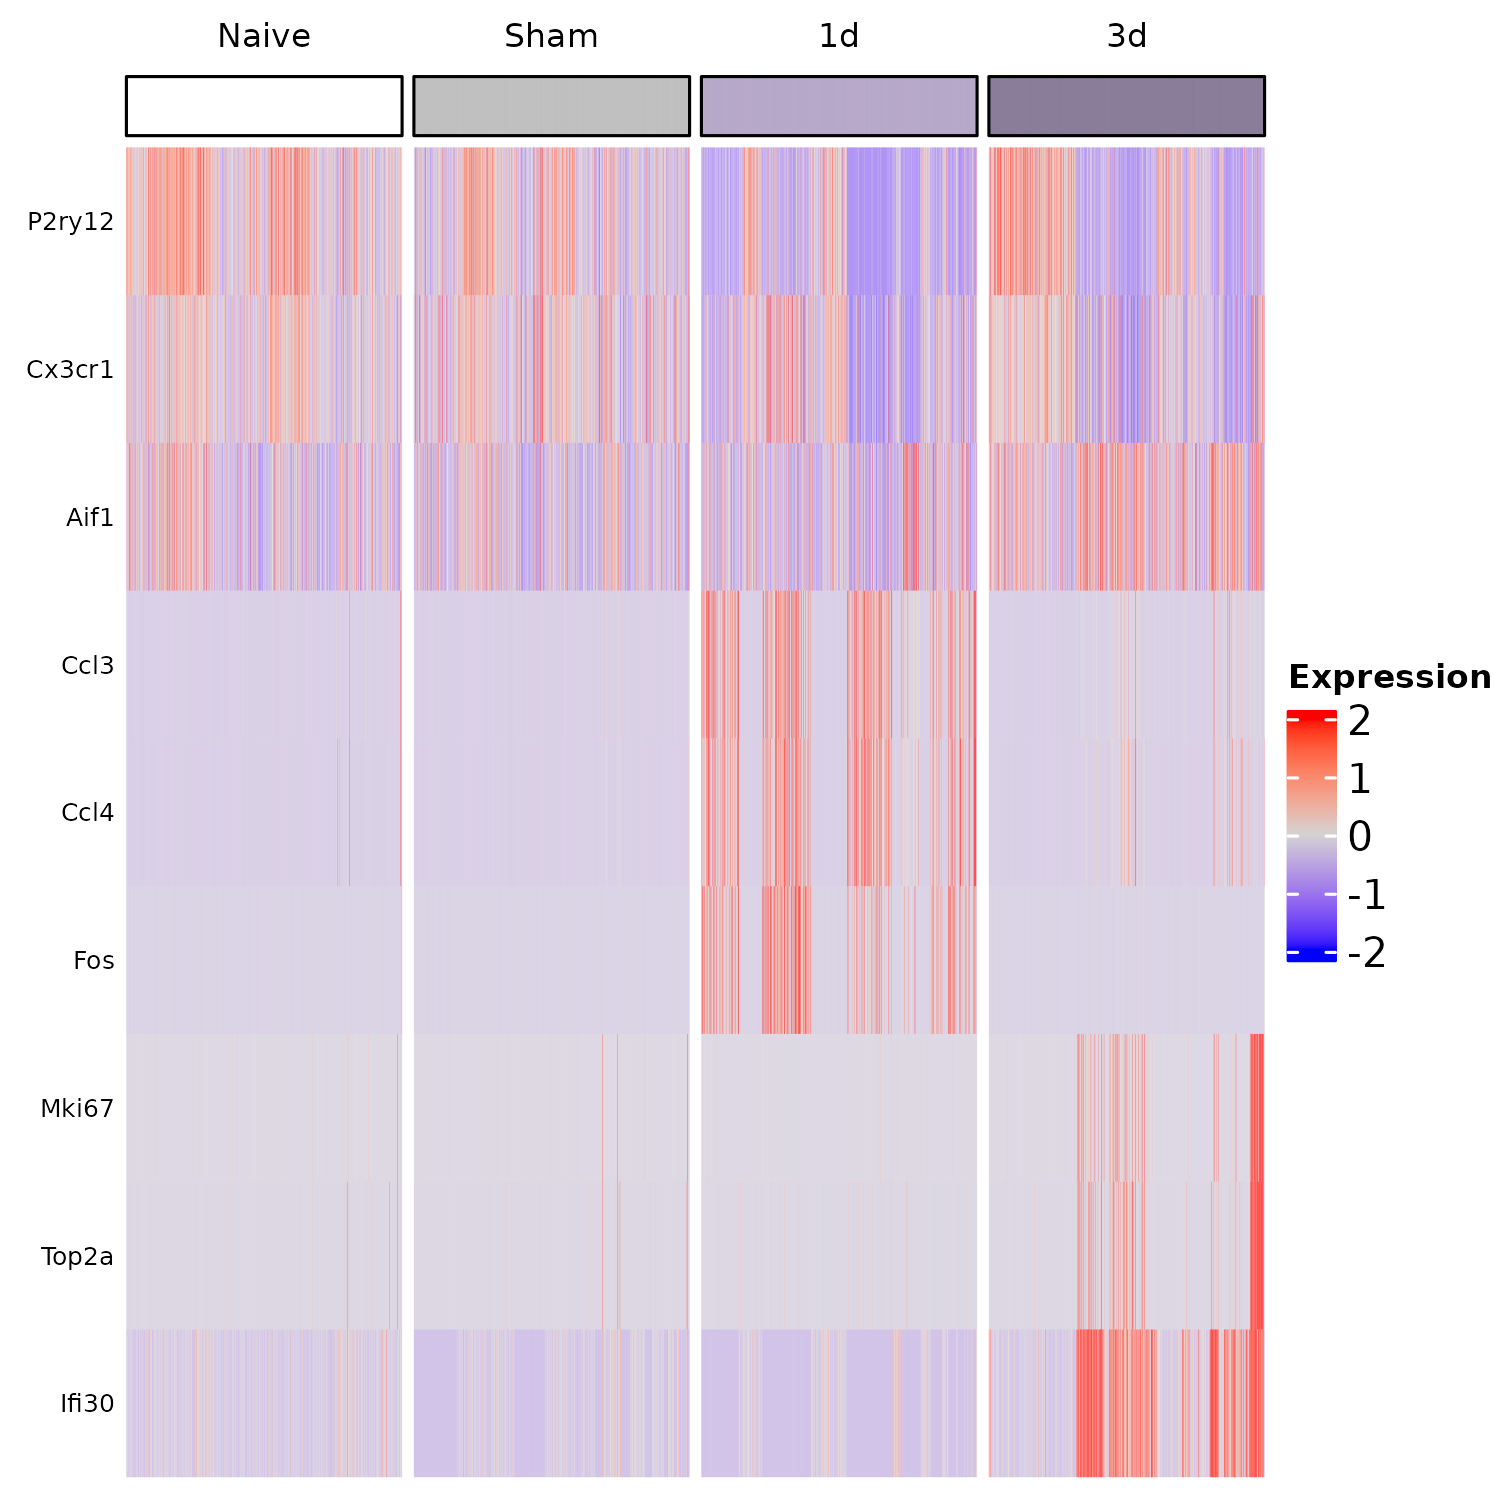 Naive Sham 1d 3d
P2ry12
Cx3cr1
Aif1
Ccl3
Ccl4
Fos
Mki67
Top2a
Ifi30
Expression
2
1
0
-1
-2